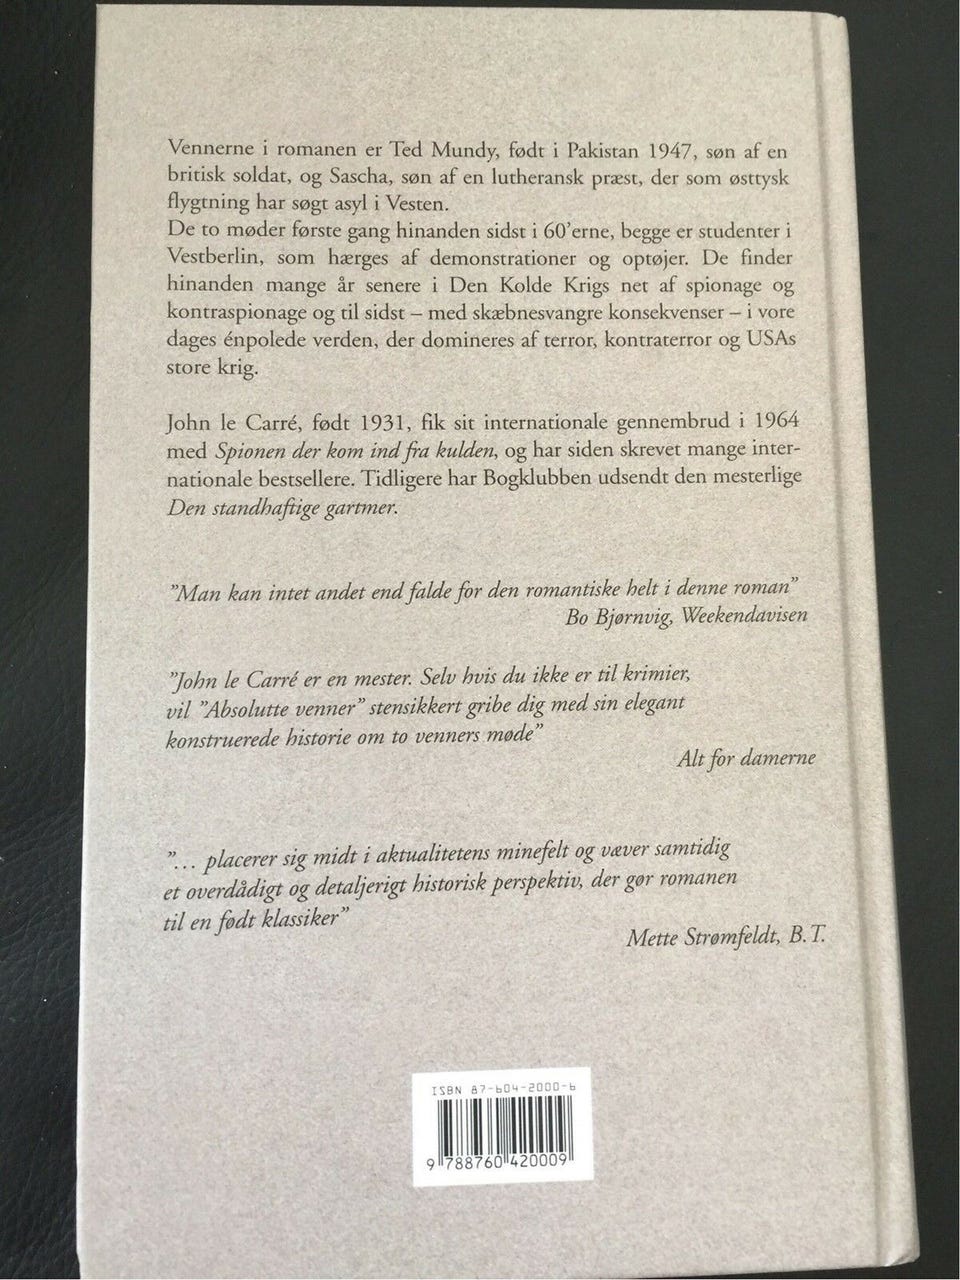 Vennerne i romanen er Ted Mundy, født i Pakistan 1947, søn af en
britisk soldat, og Sascha, søn af en lutheransk præst, der som østtysk
flygtning har søgt asyl i Vesten.
De to møder første gang hinanden sidst i 60’erne, begge er studenter i
Vestberlin, som hærges af demonstrationer og optøjer. De finder
hinanden mange år senere i Den Kolde Krigs net af spionage og
kontraspionage og til sidst – med skæbnesvangre konsekvenser – i vore
dages énpolede verden, der domineres af terror, kontraterror og USAs
store krig.
John le Carré, født 1931, fik sit internationale gennembrud i 1964
med Spionen der kom ind fra kulden, og har siden skrevet mange inter-
nationale bestsellere. Tidligere har Bogklubben udsendt den mesterlige
Den standhaftige gartmer.
”Man kan intet andet end falde for den romantiske helt i denne roman”
Bo Bjørnvig, Weekendavisen
”John le Carré er en mester. Selv hvis du ikke er til krimier,
vil ”Absolutte venner” stensikkert gribe dig med sin elegant
konstruerede historie om to venners møde”
Alt for damerne
”… placerer sig midt i aktualitetens minefelt og væver samtidig
et overdådigt og detaljerigt historisk perspektiv, der gør romanen
til en født klassiker”
Mette Strømfeldt, B.T.
ISBN 87-604-2000-6
9 788760 420009